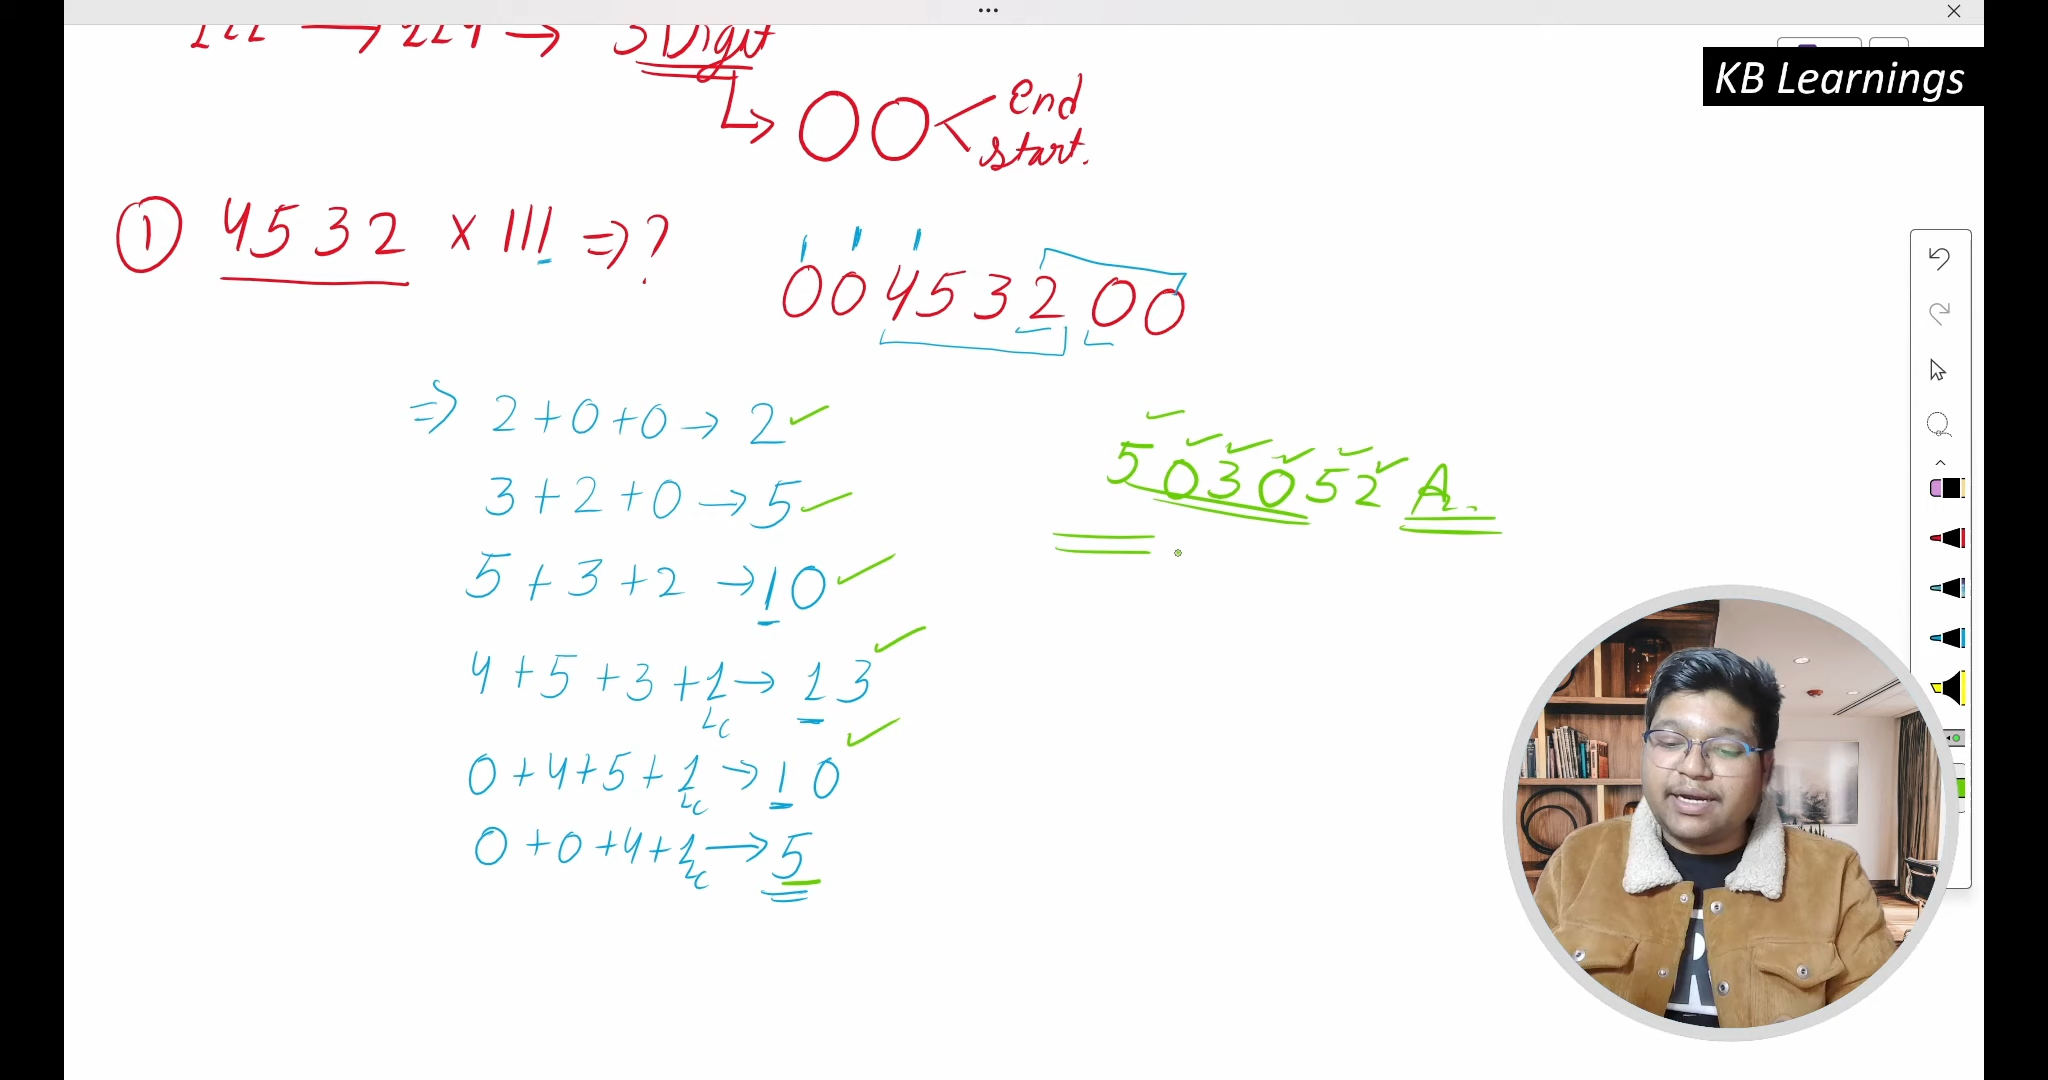 3 Digit
KB Learnings
↳ 00 < end
start.
① 4532 × 111 ⇒ ?
00453200
⇒ 2+0+0 → 2 ✓
3+2+0 → 5 ✓
5+3+2 → 10 ✓
4+5+3+1 → 13 ✓
↳c
0+4+5+1 → 10 ✓
↳c
0+0+4+1 → 5
↳c
503052 A.